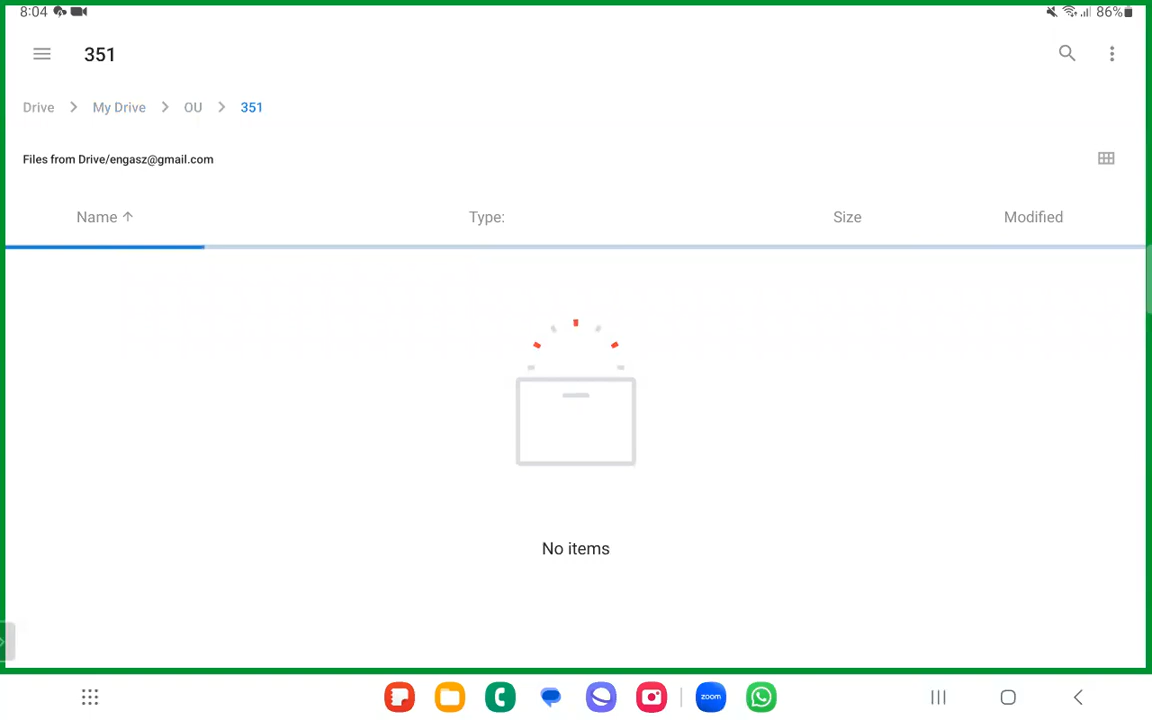 8:04
86%
351
Drive
My Drive
OU
351
Files from Drive/engasz@gmail.com
Name
Type:
Size
Modified
No items
zoom